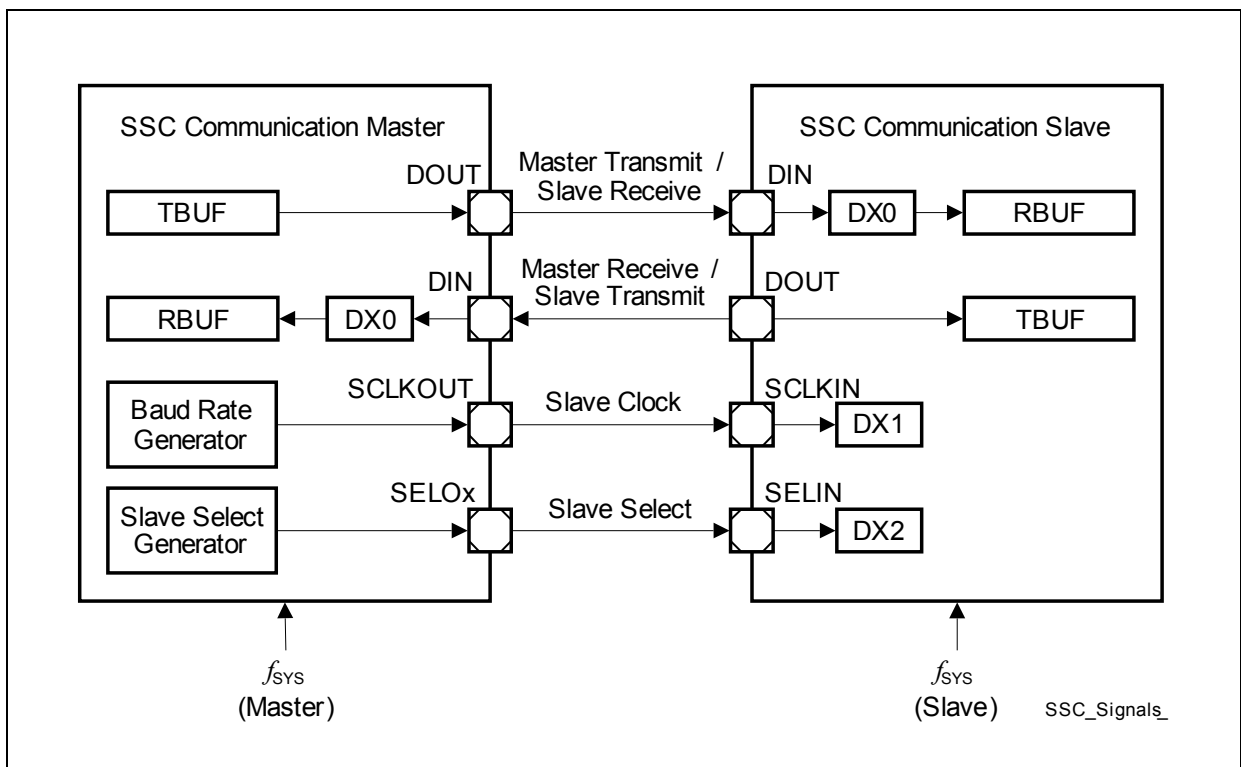 SSC Communication Master
SSC Communication Slave
DOUT
Master Transmit /
Slave Receive
DIN
TBUF
DX0
RBUF
DIN
Master Receive /
Slave Transmit
DOUT
RBUF
DX0
TBUF
Baud Rate
Generator
SCLKOUT
Slave Clock
SCLKIN
DX1
Slave Select
Generator
SELOx
Slave Select
SELIN
DX2
fSYS
(Master)
fSYS
(Slave)
SSC_Signals_